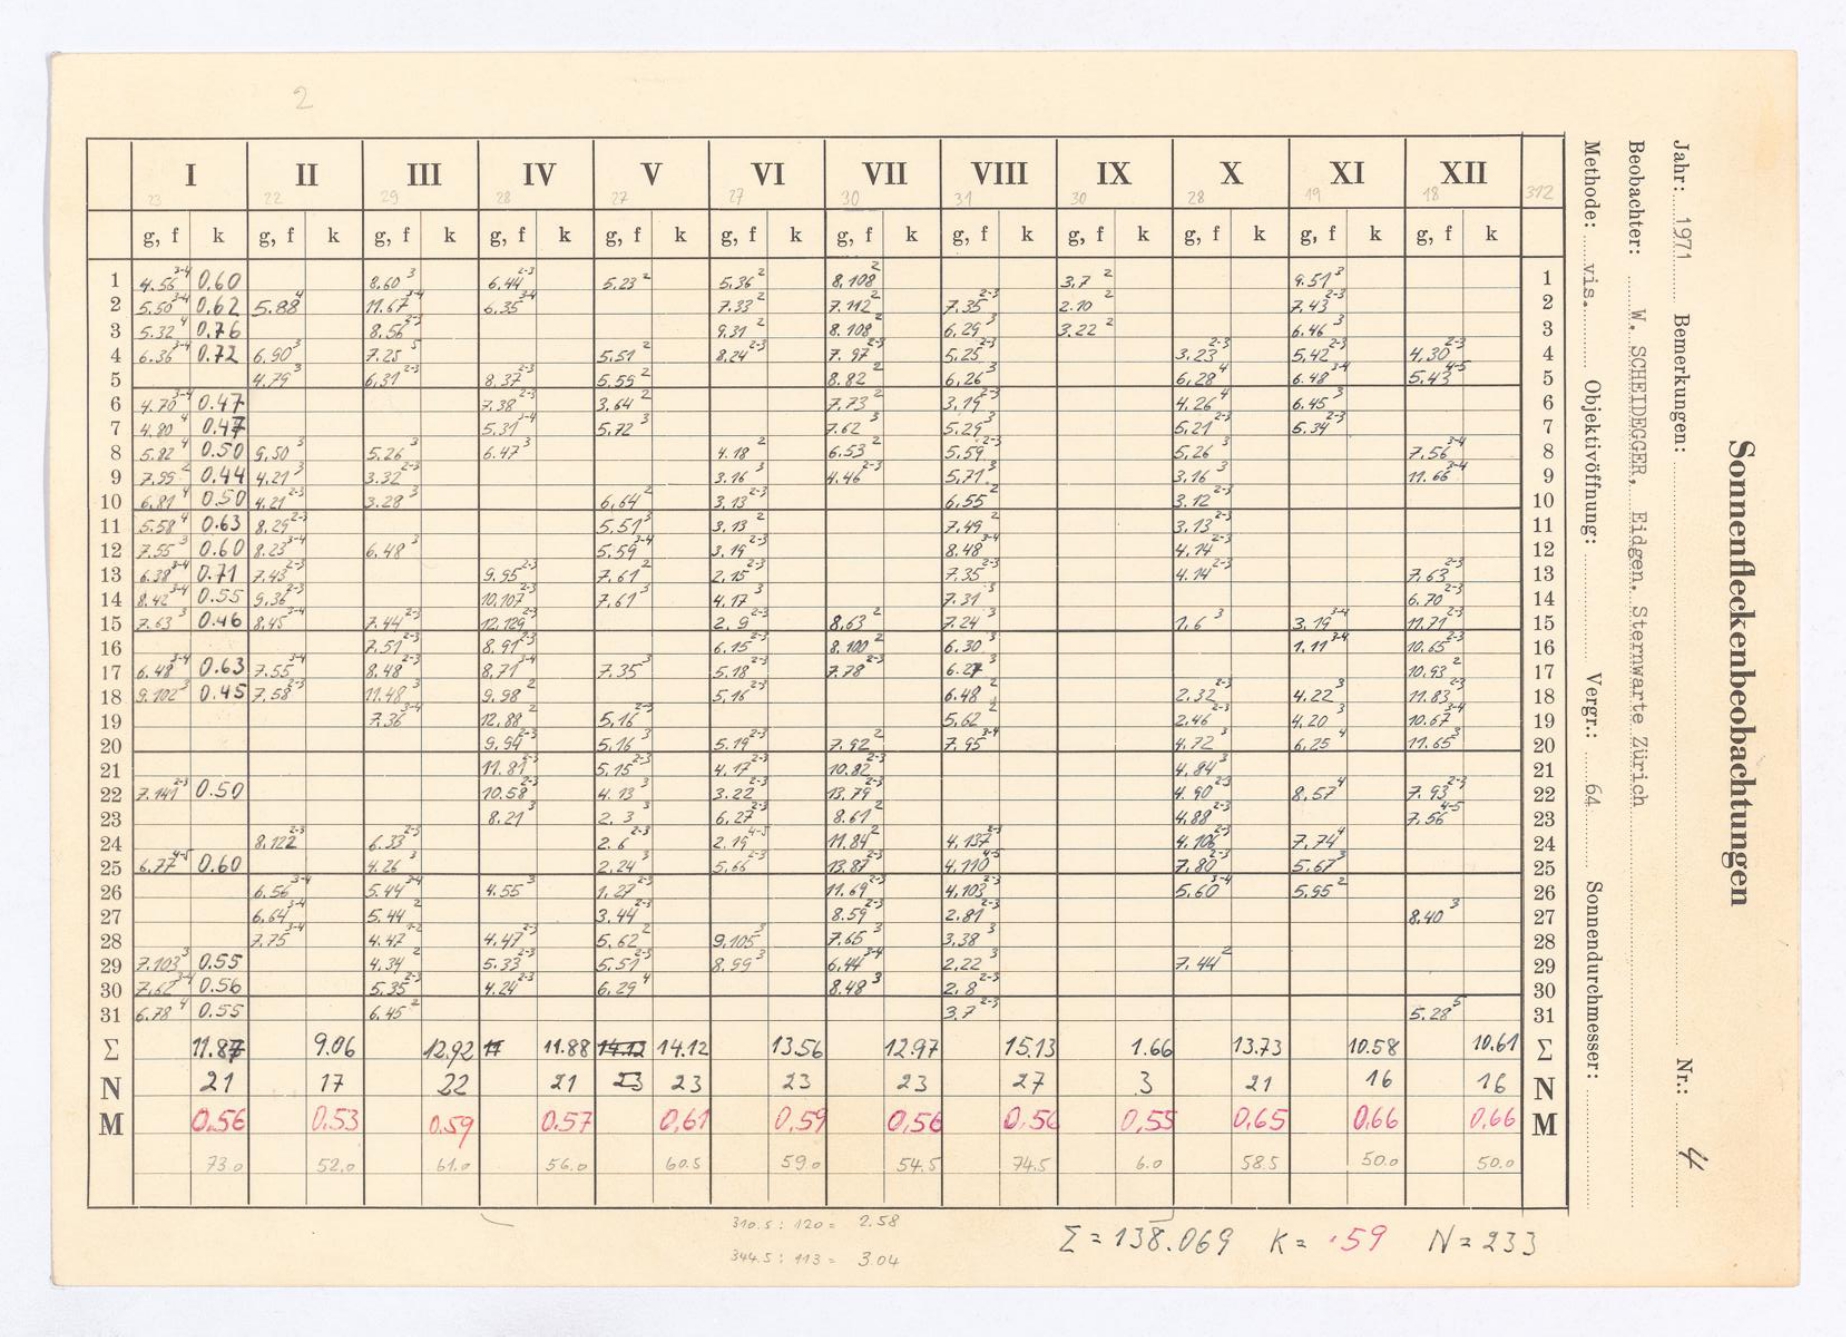 2
Sonnenfleckenbeobachtungen
Jahr: 1971 Bemerkungen: Nr.: 4
Beobachter: W. SCHEIDEGGER, Eidgen. Sternwarte Zürich
Methode: vis. Objektivöffnung: Vergr.: 64 Sonnendurchmesser:
I II III IV V VI VII VIII IX X XI XII
23 22 29 28 27 27 30 31 30 28 19 18 312
g, f k g, f k g, f k g, f k g, f k g, f k g, f k g, f k g, f k g, f k g, f k g, f k
1 4.56 3-4 0.60 8.60 3 6.44 2-3 5.23 2 5.36 2 8.108 2 3.7 2 9.51 3 1
2 5.50 3-4 0.62 5.88 4 11.67 3-4 6.35 3-4 7.33 2 7.112 2 7.35 2-3 2.10 2 7.43 2-3 2
3 5.32 4 0.76 8.56 2-3 9.31 2 8.108 2 6.29 3 3.22 2 6.46 3 3
4 6.36 3-4 0.72 6.90 3 7.25 5 5.51 2 8.24 2-3 7.97 2-3 5.25 2-3 3.23 2-3 5.42 2-3 4.30 2-3 4
5 4.79 3 6.31 2-3 8.37 2-3 5.59 2 8.82 2 6.26 3 6.28 4 6.48 3-4 5.43 4-5 5
6 4.70 3-4 0.47 7.38 2-3 3.64 2 7.73 2 3.19 2-3 4.26 4 6.45 3 6
7 4.80 4 0.47 5.31 3-4 5.72 3 7.62 3 5.29 3 5.21 2-3 6.34 2-3 7
8 5.82 4 0.50 9.50 3 5.26 3 6.47 3 4.18 2 6.53 2 5.59 2-3 5.26 3 7.56 3-4 8
9 7.99 2 0.44 4.21 3 3.32 2-3 3.16 3 4.46 2-3 5.71 3 3.16 3 11.66 3-4 9
10 6.81 4 0.50 4.21 2-3 3.28 3 6.64 2 3.13 2-3 6.55 2 3.12 2-3 10
11 5.58 4 0.63 8.29 2-3 5.51 3 3.13 2 7.49 2 3.13 2-3 11
12 7.55 3 0.60 8.23 3-4 6.48 3 5.59 3-4 3.19 2-3 8.48 3-4 4.14 2-3 12
13 6.38 3-4 0.71 7.43 2-3 9.95 2-3 7.61 2 2.15 2-3 7.35 2-3 4.14 2-3 7.63 2-3 13
14 8.42 3-4 0.55 9.36 2-3 10.107 2-3 7.61 3 4.17 3 7.31 3 6.70 2-3 14
15 7.63 3 0.46 8.45 3-4 7.44 2-3 12.129 2-3 2.9 2-3 8.63 2 7.24 3 1.6 3 3.19 3-4 11.71 2-3 15
16 7.51 2-3 8.91 2-3 6.15 2-3 8.100 2 6.30 3 1.11 3-4 10.65 2-3 16
17 6.48 3-4 0.63 7.55 3-4 8.48 2-3 8.71 3-4 7.35 3 5.18 2-3 7.78 2-3 6.27 3 10.93 2 17
18 9.102 3 0.45 7.58 2-3 11.48 3 9.98 2 5.16 2-3 6.48 2 2.32 2-3 4.22 3 11.83 2-3 18
19 7.36 3-4 12.88 2 5.16 2-3 5.62 2 2.46 3 4.20 3 10.67 3-4 19
20 9.94 2-3 5.16 3 5.19 2-3 7.92 2 7.95 3-4 4.72 3 6.25 4 11.65 3 20
21 11.81 2-3 5.15 2-3 4.17 2-3 10.82 2-3 4.84 3 21
22 7.141 2-3 0.50 10.58 2-3 4.13 3 3.22 2-3 13.79 2-3 4.90 2-3 8.57 4 7.93 2-3 22
23 8.21 3 2.3 3 6.27 2-3 8.61 2 4.88 2-3 7.56 4-5 23
24 8.122 2-3 6.33 2-3 2.6 2-3 2.19 4-5 11.84 2 4.137 2-3 4.106 2-3 7.74 4 24
25 6.77 4-5 0.60 4.26 3 2.24 3 5.66 2-3 13.87 2-3 4.110 4-5 7.80 2-3 5.67 3 25
26 6.56 3-4 5.44 3-4 4.55 3 1.27 2-3 11.69 2-3 4.103 2-3 5.60 3-4 5.95 2 26
27 6.64 3-4 5.44 2 3.44 2-3 8.59 2-3 2.81 2-3 8.40 3 27
28 7.75 3-4 4.47 1-2 4.47 2-3 5.62 2 9.105 3 7.65 3 3.38 3 28
29 7.103 3 0.55 4.34 2 5.33 2-3 5.51 2-3 8.99 3 6.44 3-4 2.22 3 7.44 2 29
30 7.62 3-4 0.56 5.35 2-3 4.24 2-3 6.29 4 8.48 3 2.8 2-3 30
31 6.78 4 0.55 6.45 2 3.7 2-3 5.28 5 31
Σ 11.87 9.06 12.92 11 11.88 14.12 14.12 13.56 12.97 15.13 1.66 13.73 10.58 10.61 Σ
N 21 17 22 21 23 23 23 23 27 3 21 16 16 N
M 0.56 0.53 0.59 0.57 0,61 0,59 0,56 0,56 0,55 0,65 0,66 0,66 M
73.0 52.0 61.0 56.0 60.5 59.0 54.5 74.5 6.0 58.5 50.0 50.0
310.5 : 120 = 2.58
344.5 : 113 = 3.04
Σ = 138.069 K = .59 N = 233